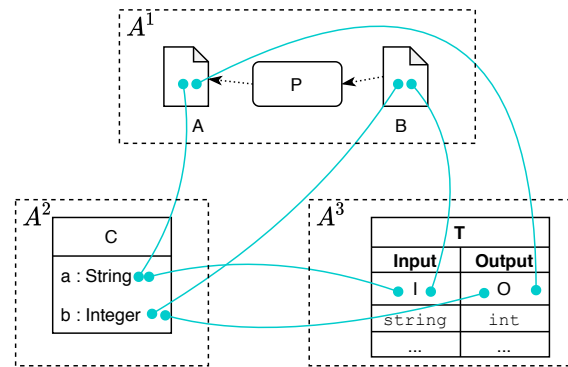 A¹
P
A
B
A²
C
a : String
b : Integer
A³
T
Input Output
I O
string int
... ...